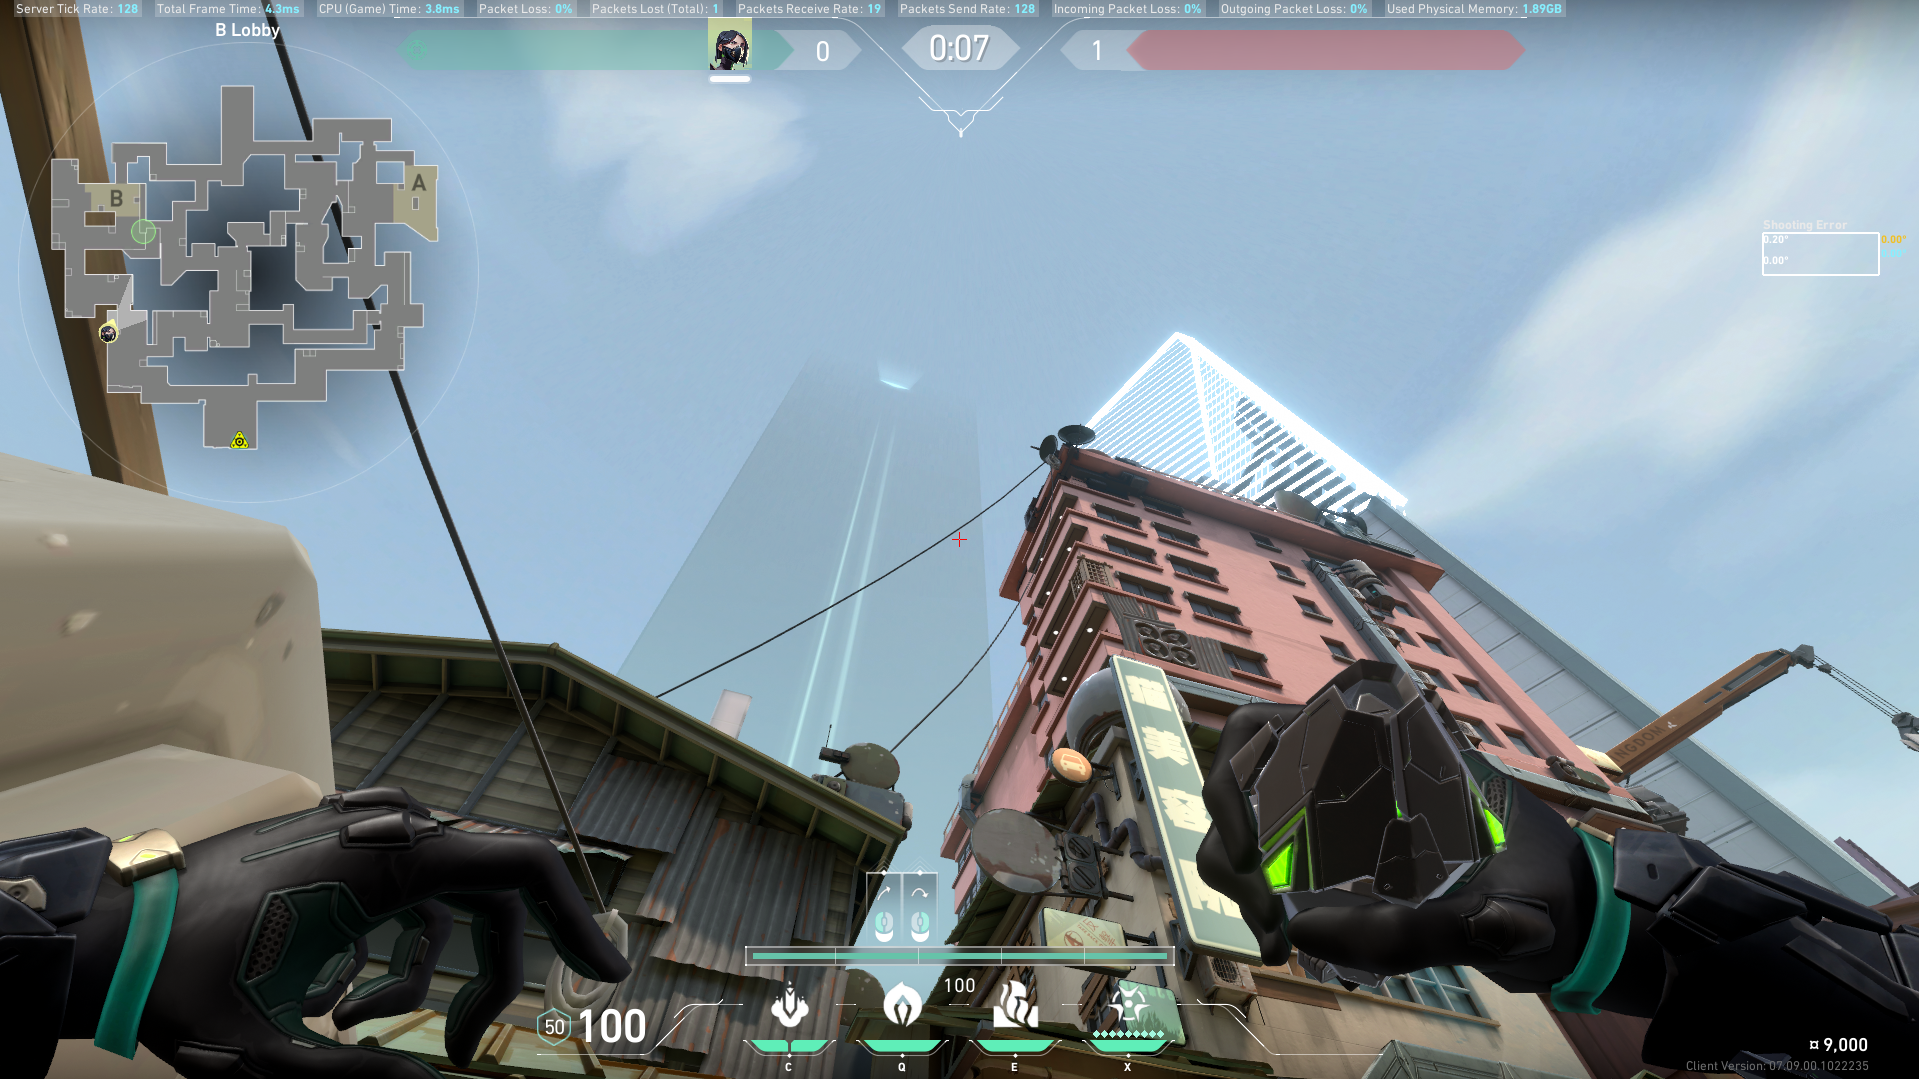 Server Tick Rate: 128
Total Frame Time: 4.3ms
CPU (Game) Time: 3.8ms
Packet Loss: 0%
Packets Lost (Total): 1
Packets Receive Rate: 19
Packets Send Rate: 128
Incoming Packet Loss: 0%
Outgoing Packet Loss: 0%
Used Physical Memory: 1.89GB
B Lobby
0
0:07
1
A
B
Shooting Error
0.20°
0.00°
0.00°
NGDOM
100
50
100
C
Q
E
X
¤ 9,000
Client Version: 07.09.00.1022235